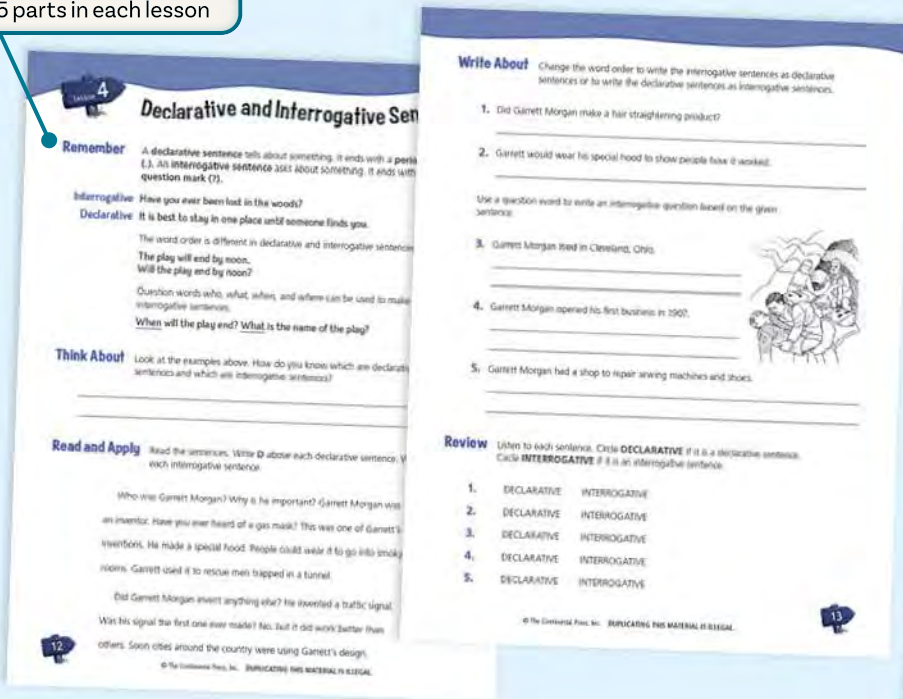 5 parts in each lesson
Lesson 4
Declarative and Interrogative Sen
Remember
A declarative sentence tells about something. It ends with a perio
(.). An interrogative sentence asks about something. It ends with
question mark (?).
Interrogative Have you ever been lost in the woods?
Declarative It is best to stay in one place until someone finds you.
The word order is different in declarative and interrogative sentences
The play will end by noon.
Will the play end by noon?
Question words who, what, when, and where can be used to make
interrogative sentences.
When will the play end? What is the name of the play?
Think About
Look at the examples above. How do you know which are declarati
sentences and which are interrogative sentences?
Read and Apply
Read the sentences. Write D above each declarative sentence. W
each interrogative sentence.
Who was Garrett Morgan? Why is he important? Garrett Morgan was
an inventor. Have you ever heard of a gas mask? This was one of Garrett's
inventions. He made a special hood. People could wear it to go into smoky
rooms. Garrett used it to rescue men trapped in a tunnel.
Did Garrett Morgan invent anything else? He invented a traffic signal.
Was his signal the first one ever made? No, but it did work better than
others. Soon cities around the country were using Garrett's design.
12
© The Continental Press, Inc. DUPLICATING THIS MATERIAL IS ILLEGAL.
Write About
Change the word order to write the interrogative sentences as declarative
sentences or to write the declarative sentences as interrogative sentences.
1. Did Garrett Morgan make a hair straightening product?
2. Garrett would wear his special hood to show people how it worked.
Use a question word to write an interrogative question based on the given
sentence.
3. Garrett Morgan lived in Cleveland, Ohio.
4. Garrett Morgan opened his first business in 1907.
5. Garrett Morgan had a shop to repair sewing machines and shoes.
Review
Listen to each sentence. Circle DECLARATIVE if it is a declarative sentence.
Circle INTERROGATIVE if it is an interrogative sentence.
1. DECLARATIVE INTERROGATIVE
2. DECLARATIVE INTERROGATIVE
3. DECLARATIVE INTERROGATIVE
4. DECLARATIVE INTERROGATIVE
5. DECLARATIVE INTERROGATIVE
© The Continental Press, Inc. DUPLICATING THIS MATERIAL IS ILLEGAL.
13